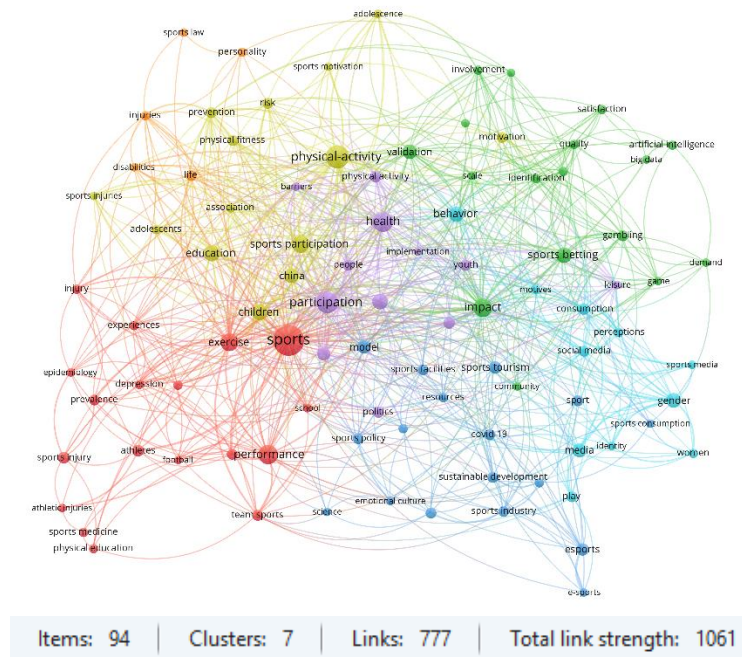 adolescence
sports law
personality
sports motivation
involvement
risk
satisfaction
prevention
injuries
motivation
physical fitness
quality
artificial intelligence
physical-activity
validation
big data
disabilities
life
physical activity
scale
identification
barriers
sports injuries
association
behavior
health
adolescents
gambling
sports participation
education
implementation
sports betting
people
youth
demand
china
game
leisure
injury
motives
participation
impact
consumption
children
experiences
perceptions
sports
exercise
model
social media
sports tourism
sports facilities
sports media
epidemiology
depression
community
prevalence
resources
gender
sport
school
politics
sports consumption
sports policy
covid-19
identity
athletes
media
women
performance
sports injury
football
sustainable development
play
emotional culture
athletic injuries
team sports
science
sports industry
sports medicine
physical education
esports
e-sports
Items: 94 Clusters: 7 Links: 777 Total link strength: 1061